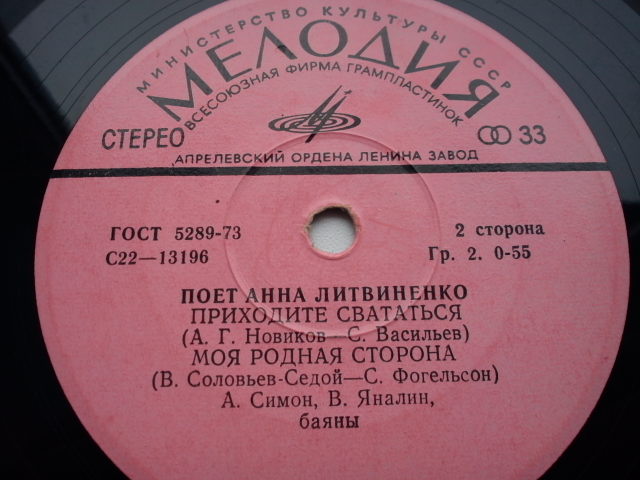 МИНИСТЕРСТВО КУЛЬТУРЫ СССР
МЕЛОДИЯ
ВСЕСОЮЗНАЯ ФИРМА ГРАМПЛАСТИНОК
СТЕРЕО 33
АПРЕЛЕВСКИЙ ОРДЕНА ЛЕНИНА ЗАВОД
ГОСТ 5289-73 2 сторона
С22—13196 Гр. 2. 0-55
ПОЕТ АННА ЛИТВИНЕНКО
ПРИХОДИТЕ СВАТАТЬСЯ
(А. Г. Новиков - С. Васильев)
МОЯ РОДНАЯ СТОРОНА
(В. Соловьев-Седой—С. Фогельсон)
А. Симон, В. Яналин,
баяны